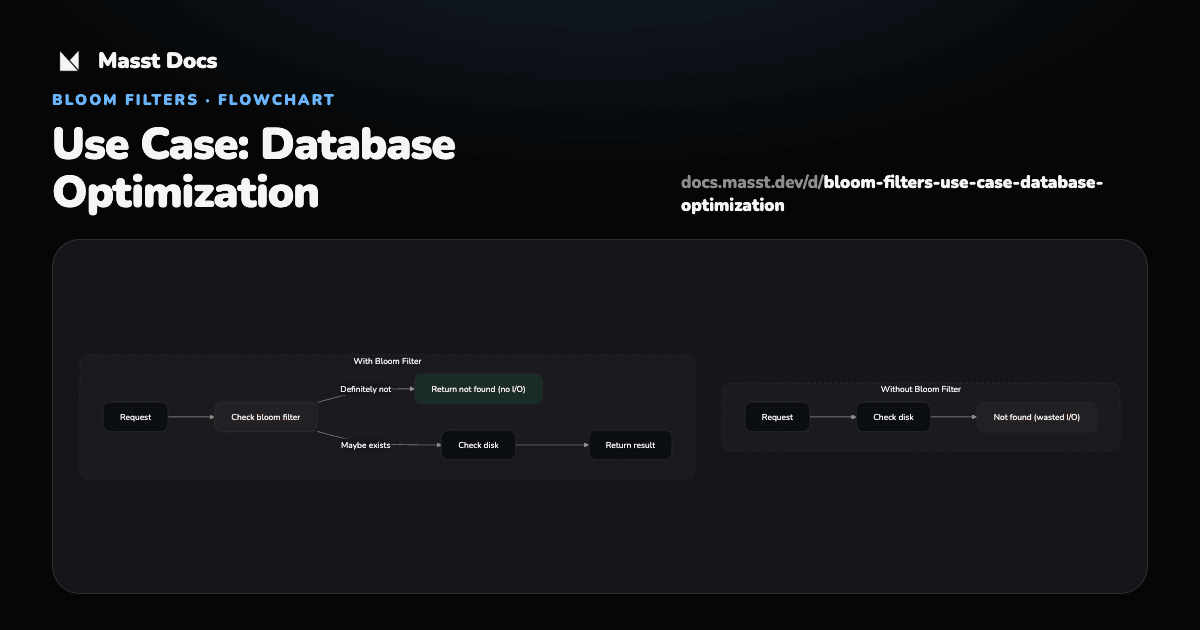 Masst Docs
BLOOM FILTERS · FLOWCHART
Use Case: Database
Optimization
docs.masst.dev/d/bloom-filters-use-case-database-
optimization
With Bloom Filter
Request
Check bloom filter
Definitely not
Return not found (no I/O)
Maybe exists
Check disk
Return result
Without Bloom Filter
Request
Check disk
Not found (wasted I/O)